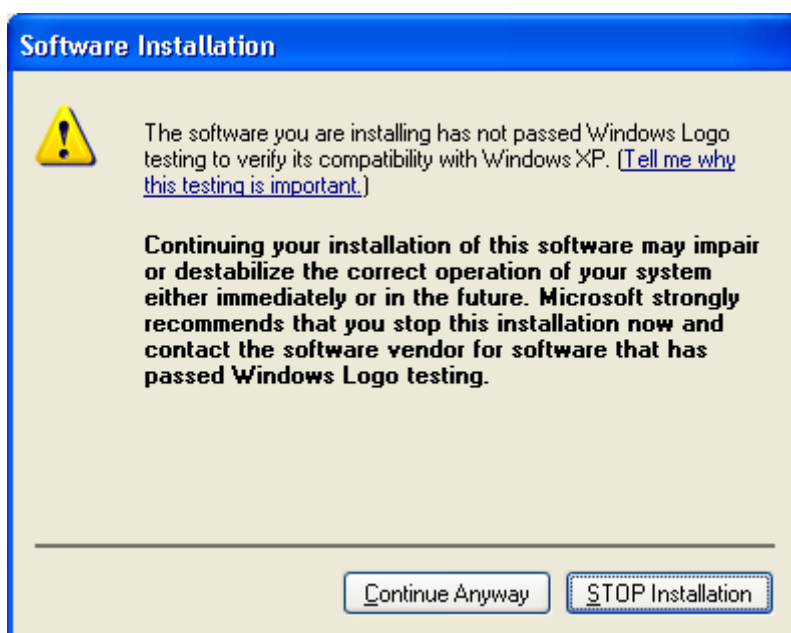 Software Installation
The software you are installing has not passed Windows Logo
testing to verify its compatibility with Windows XP. (Tell me why
this testing is important.)
Continuing your installation of this software may impair
or destabilize the correct operation of your system
either immediately or in the future. Microsoft strongly
recommends that you stop this installation now and
contact the software vendor for software that has
passed Windows Logo testing.
Continue Anyway
STOP Installation